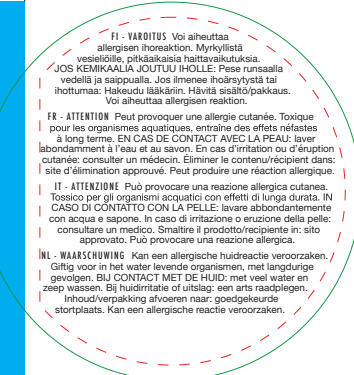 FI - VAROITUS Voi aiheuttaa
allergisen ihoreaktion. Myrkyllistä
vesieliöille, pitkäaikaisia haittavaikutuksia.
JOS KEMIKAALIA JOUTUU IHOLLE: Pese runsaalla
vedellä ja saippualla. Jos ilmenee ihoärsytystä tai
ihottumaa: Hakeudu lääkäriin. Hävitä sisältö/pakkaus.
Voi aiheuttaa allergisen reaktion.
FR - ATTENTION Peut provoquer une allergie cutanée. Toxique
pour les organismes aquatiques, entraîne des effets néfastes
à long terme. EN CAS DE CONTACT AVEC LA PEAU: laver
abondamment à l'eau et au savon. En cas d'irritation ou d'éruption
cutanée: consulter un médecin. Éliminer le contenu/récipient dans:
site d'élimination approuvé. Peut produire une réaction allergique.
IT - ATTENZIONE Può provocare una reazione allergica cutanea.
Tossico per gli organismi acquatici con effetti di lunga durata. IN
CASO DI CONTATTO CON LA PELLE: lavare abbondantemente
con acqua e sapone. In caso di irritazione o eruzione della pelle:
consultare un medico. Smaltire il prodotto/recipiente in: sito
approvato. Può provocare una reazione allergica.
NL - WAARSCHUWING Kan een allergische huidreactie veroorzaken.
Giftig voor in het water levende organismen, met langdurige
gevolgen. BIJ CONTACT MET DE HUID: met veel water en
zeep wassen. Bij huidirritatie of uitslag: een arts raadplegen.
Inhoud/verpakking afvoeren naar: goedgekeurde
stortplaats. Kan een allergische reactie veroorzaken.